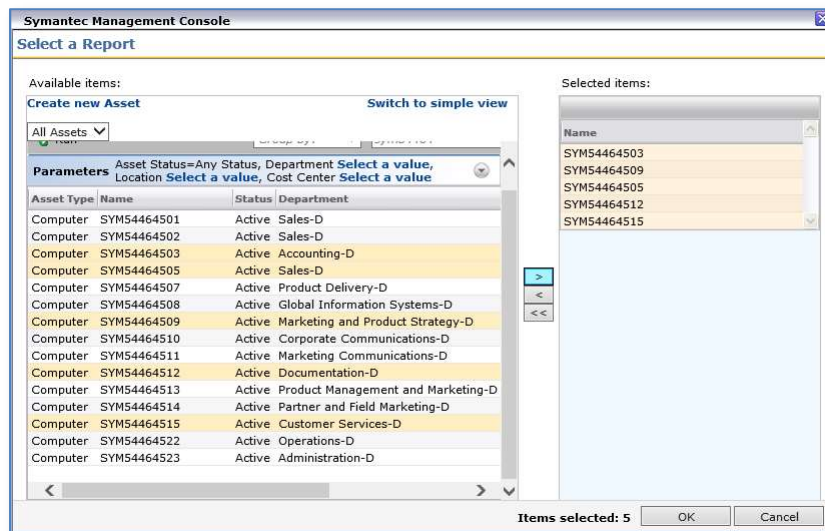 Symantec Management Console
Select a Report
Available items:
Create new Asset Switch to simple view
All Assets
Parameters Asset Status=Any Status, Department Select a value,
Location Select a value, Cost Center Select a value
Asset Type Name Status Department
Computer SYM54464501 Active Sales-D
Computer SYM54464502 Active Sales-D
Computer SYM54464503 Active Accounting-D
Computer SYM54464505 Active Sales-D
Computer SYM54464507 Active Product Delivery-D
Computer SYM54464508 Active Global Information Systems-D
Computer SYM54464509 Active Marketing and Product Strategy-D
Computer SYM54464510 Active Corporate Communications-D
Computer SYM54464511 Active Marketing Communications-D
Computer SYM54464512 Active Documentation-D
Computer SYM54464513 Active Product Management and Marketing-D
Computer SYM54464514 Active Partner and Field Marketing-D
Computer SYM54464515 Active Customer Services-D
Computer SYM54464522 Active Operations-D
Computer SYM54464523 Active Administration-D
>
<
<<
Selected items:
Name
SYM54464503
SYM54464509
SYM54464505
SYM54464512
SYM54464515
Items selected: 5 OK Cancel